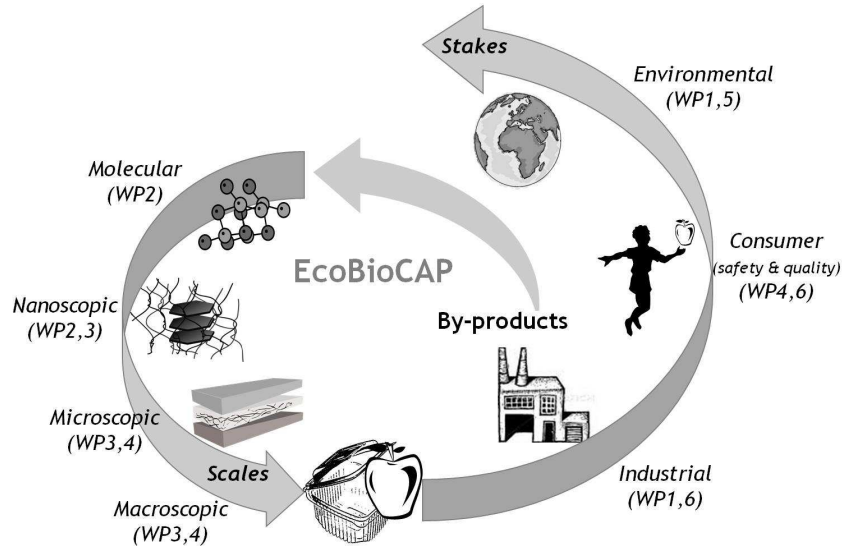 Stakes
Environmental
(WP1,5)
Molecular
(WP2)
Consumer
(safety & quality)
(WP4,6)
EcoBioCAP
Nanoscopic
(WP2,3)
By-products
Microscopic
(WP3,4)
Scales
Industrial
(WP1,6)
Macroscopic
(WP3,4)